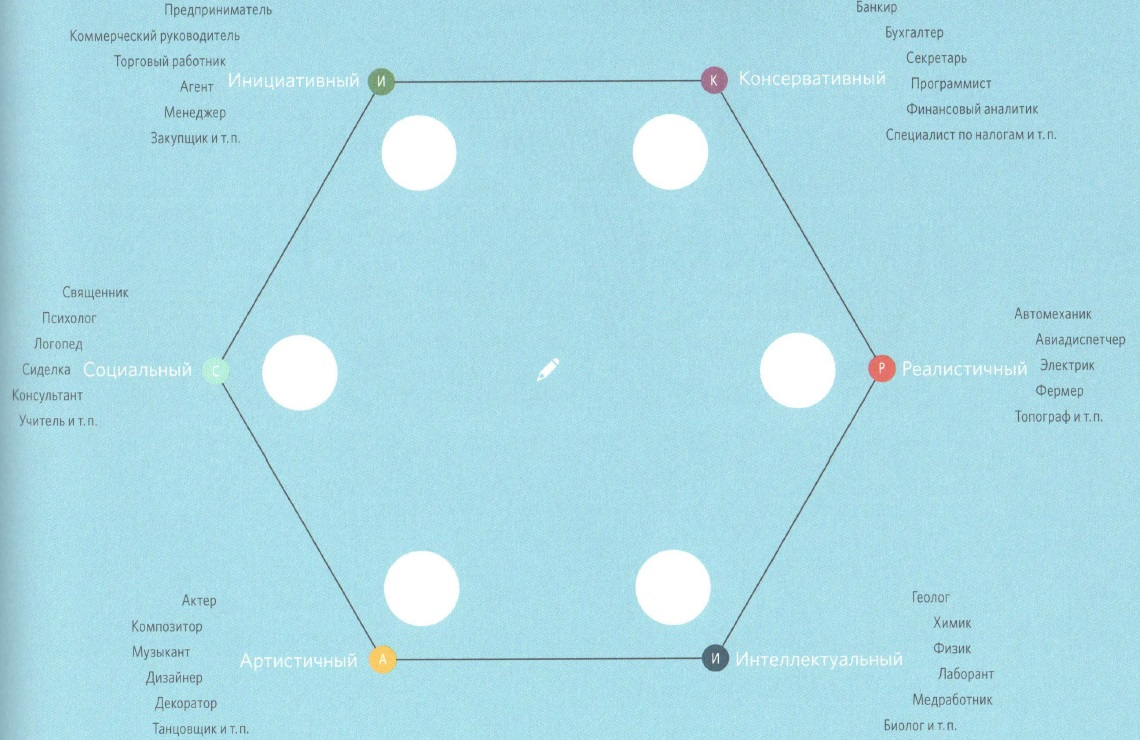 Предприниматель
Коммерческий руководитель
Торговый работник
Агент
Менеджер
Закупщик и т.п.
Инициативный
И
К
Консервативный
Банкир
Бухгалтер
Секретарь
Программист
Финансовый аналитик
Специалист по налогам и т.п.
Священник
Психолог
Логопед
Сиделка
Консультант
Учитель и т.п.
Социальный
С
Р
Реалистичный
Автомеханик
Авиадиспетчер
Электрик
Фермер
Топограф и т.п.
Актер
Композитор
Музыкант
Дизайнер
Декоратор
Танцовщик и т.п.
Артистичный
А
И
Интеллектуальный
Геолог
Химик
Физик
Лаборант
Медработник
Биолог и т.п.